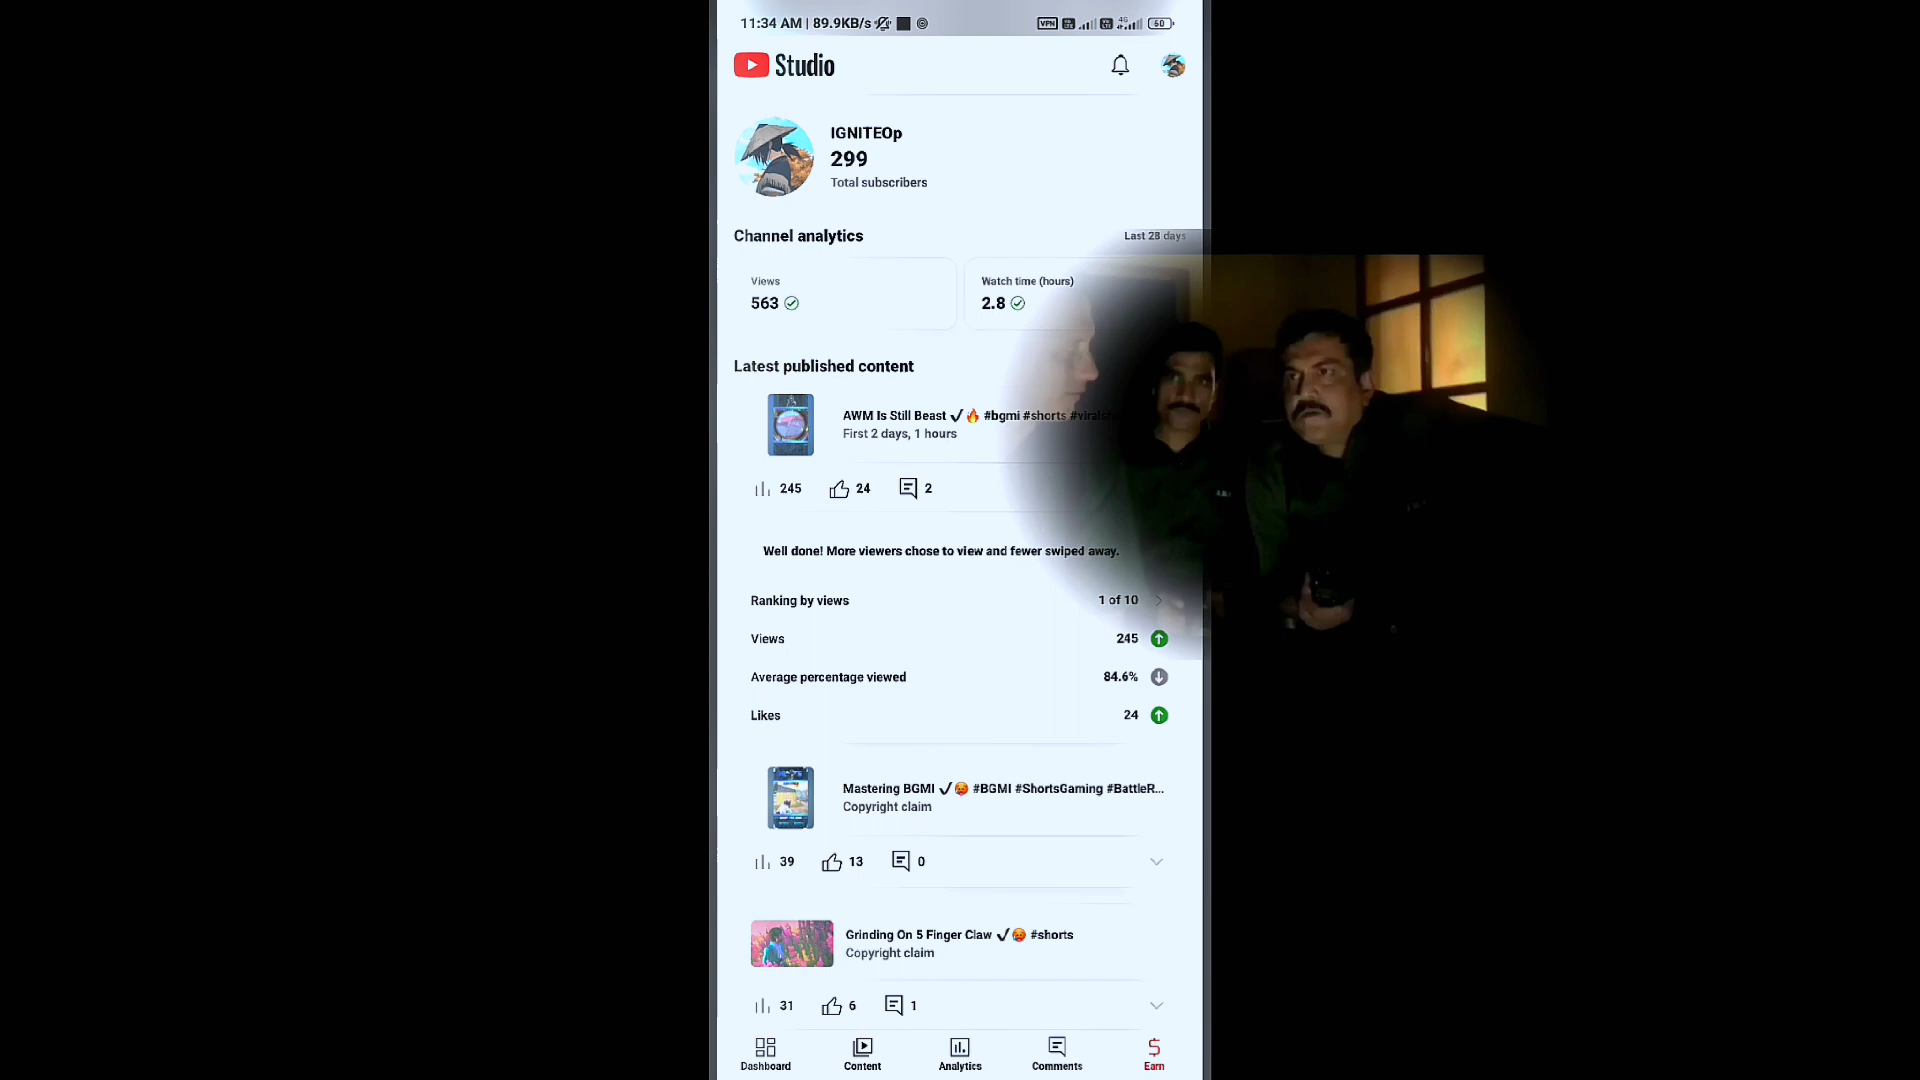 11:34 AM | 89.9KB/s
VPN
4G
60
Studio
IGNITEOp
299
Total subscribers
Channel analytics
Last 28 days
Views
563
Watch time (hours)
2.8
Latest published content
AWM Is Still Beast ✓🔥 #bgmi #shorts
First 2 days, 1 hours
245 24 2
Well done! More viewers chose to view and fewer swiped away.
Ranking by views 1 of 10
Views 245
Average percentage viewed 84.6%
Likes 24
Mastering BGMI ✓🥵 #BGMI #ShortsGaming #BattleR...
Copyright claim
39 13 0
Grinding On 5 Finger Claw ✓🥵 #shorts
Copyright claim
31 6 1
Dashboard Content Analytics Comments Earn